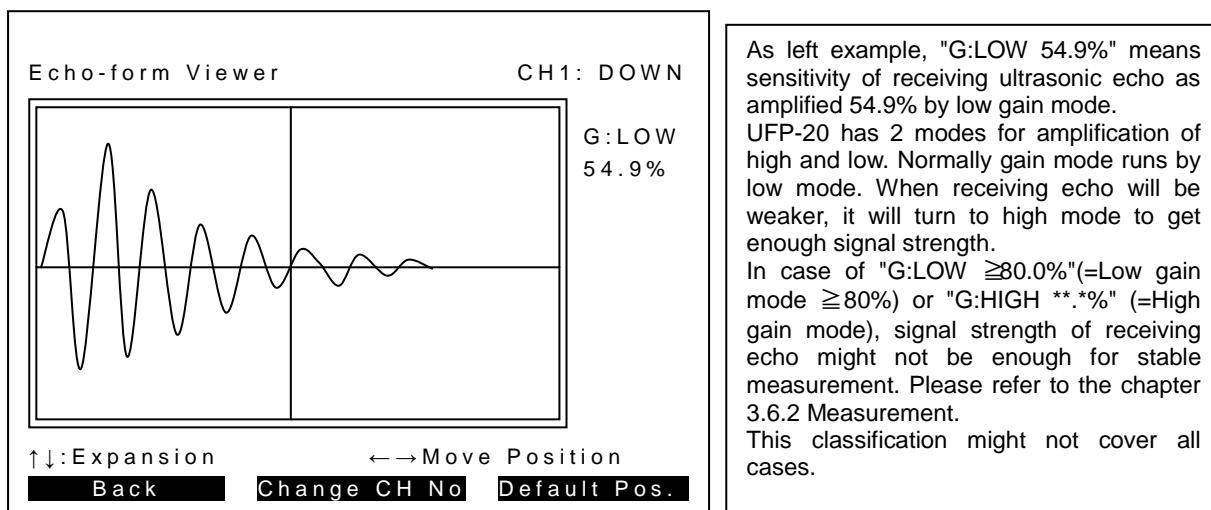 Echo-form Viewer CH1: DOWN
G:LOW
54.9%
↑↓:Expansion ←→Move Position
Back Change CH No Default Pos.
As left example, "G:LOW 54.9%" means
sensitivity of receiving ultrasonic echo as
amplified 54.9% by low gain mode.
UFP-20 has 2 modes for amplification of
high and low. Normally gain mode runs by
low mode. When receiving echo will be
weaker, it will turn to high mode to get
enough signal strength.
In case of "G:LOW ≧80.0%"(=Low gain
mode ≧80%) or "G:HIGH **.*%" (=High
gain mode), signal strength of receiving
echo might not be enough for stable
measurement. Please refer to the chapter
3.6.2 Measurement.
This classification might not cover all
cases.